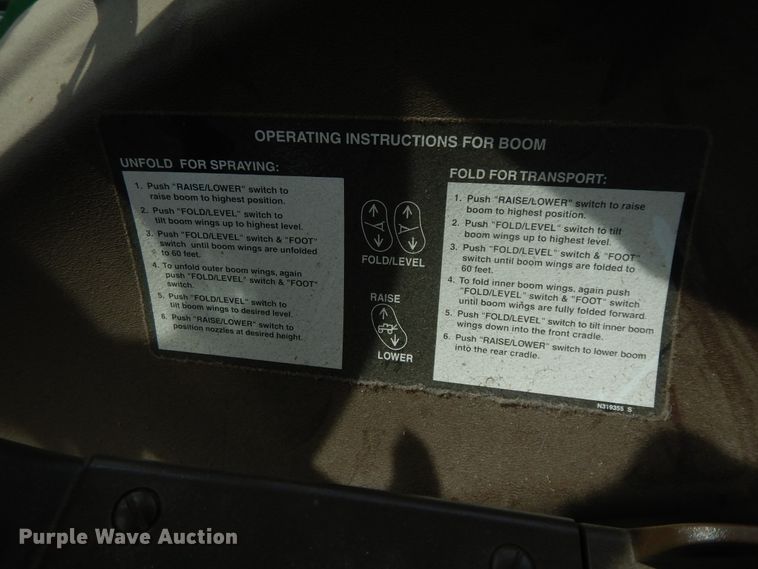 OPERATING INSTRUCTIONS FOR BOOM
UNFOLD FOR SPRAYING:
1. Push "RAISE/LOWER" switch to
raise boom to highest position.
2. Push "FOLD/LEVEL" switch to
tilt boom wings up to highest level.
3. Push "FOLD/LEVEL" switch & "FOOT"
switch until boom wings are unfolded
to 60 feet.
4. To unfold outer boom wings, again
push "FOLD/LEVEL" switch & "FOOT"
switch.
5. Push "FOLD/LEVEL" switch to
tilt boom wings to desired level.
6. Push "RAISE/LOWER" switch to
position nozzles at desired height.
FOLD/LEVEL
RAISE
LOWER
FOLD FOR TRANSPORT:
1. Push "RAISE/LOWER" switch to raise
boom to highest position.
2. Push "FOLD/LEVEL" switch to tilt
boom wings up to highest level.
3. Push "FOLD/LEVEL" switch & "FOOT"
switch until boom wings are folded to
60 feet.
4. To fold inner boom wings, again push
"FOLD/LEVEL" switch & "FOOT" switch
until boom wings are fully folded forward.
5. Push "FOLD/LEVEL" switch to tilt inner boom
wings down into the front cradle.
6. Push "RAISE/LOWER" switch to lower boom
into the rear cradle.
N319355 S
Purple Wave Auction